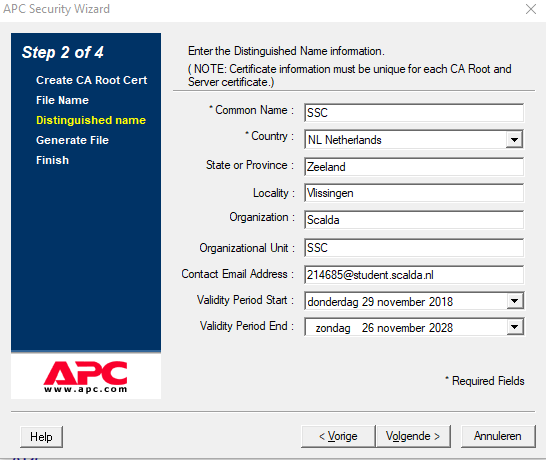 APC Security Wizard
Step 2 of 4
Create CA Root Cert
File Name
Distinguished name
Generate File
Finish
APC
www.apc.com
Enter the Distinguished Name information.
( NOTE: Certificate information must be unique for each CA Root and
Server certificate.)
* Common Name : SSC
* Country : NL Netherlands
State or Province : Zeeland
Locality : Vlissingen
Organization : Scalda
Organizational Unit : SSC
Contact Email Address : 214685@student.scalda.nl
Validity Period Start : donderdag 29 november 2018
Validity Period End : zondag 26 november 2028
* Required Fields
Help
< Vorige
Volgende >
Annuleren